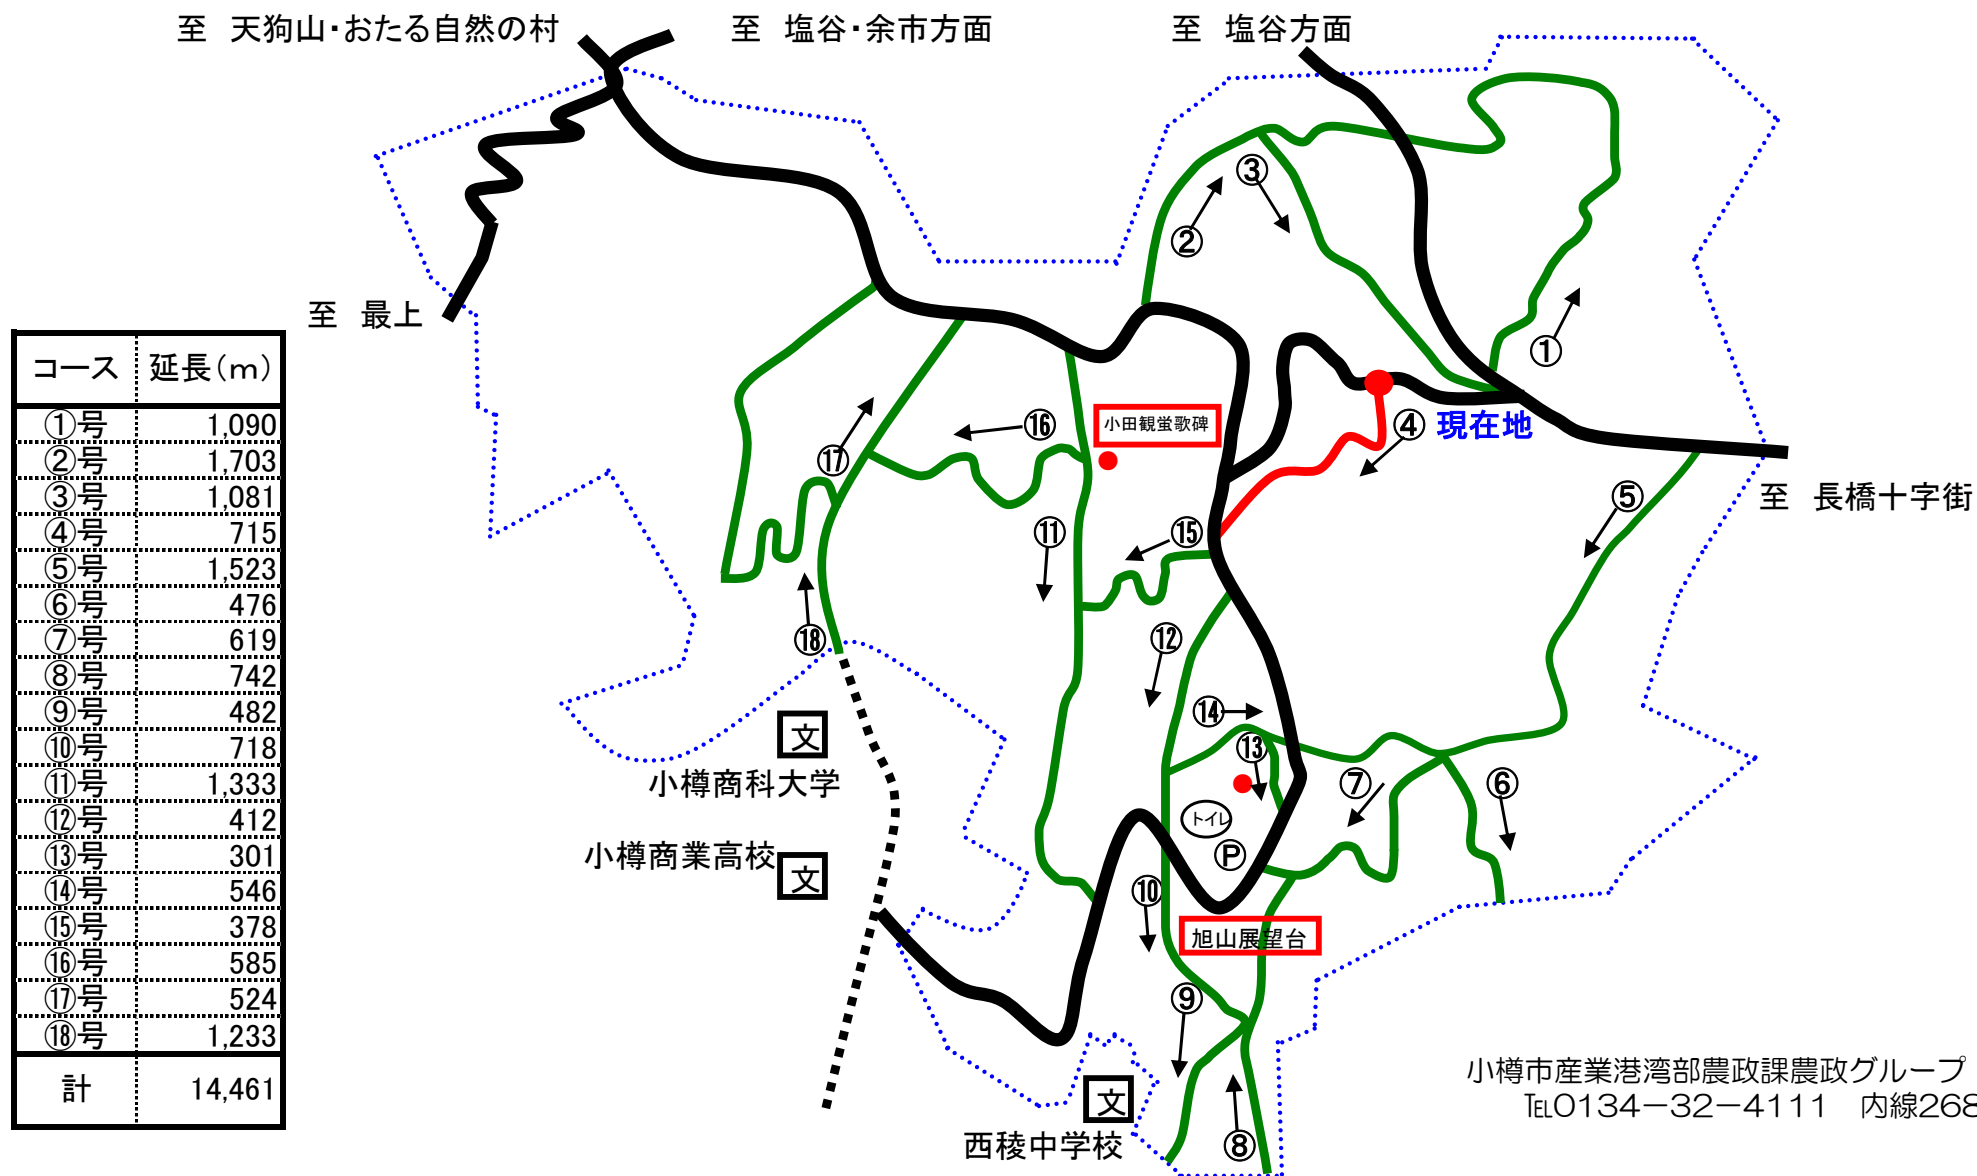 至 天狗山・おたる自然の村
至 塩谷・余市方面
至 塩谷方面
至 最上
コース 延長(m)
①号 1,090
②号 1,703
③号 1,081
④号 715
⑤号 1,523
⑥号 476
⑦号 619
⑧号 742
⑨号 482
⑩号 718
⑪号 1,333
⑫号 412
⑬号 301
⑭号 546
⑮号 378
⑯号 585
⑰号 524
⑱号 1,233
計 14,461
③
②
①
小田観蛍歌碑
④
現在地
⑯
⑰
至 長橋十字街
⑤
⑪
⑮
⑫
⑱
⑭
⑬
文
小樽商科大学
⑦
⑥
トイレ
P
小樽商業高校
文
⑩
旭山展望台
⑨
文
西稜中学校
⑧
小樽市産業港湾部農政課農政グループ
℡0134-32-4111 内線268